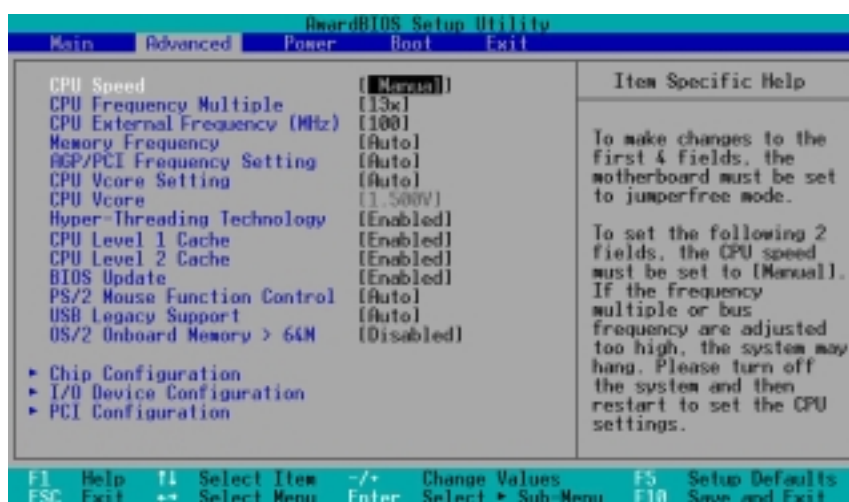 AwardBIOS Setup Utility
Main Advanced Power Boot Exit
CPU Speed [ Manual]
CPU Frequency Multiple [13x]
CPU External Frequency (MHz) [100]
Memory Frequency [Auto]
AGP/PCI Frequency Setting [Auto]
CPU Vcore Setting [Auto]
CPU Vcore [1.500V]
Hyper-Threading Technology [Enabled]
CPU Level 1 Cache [Enabled]
CPU Level 2 Cache [Enabled]
BIOS Update [Enabled]
PS/2 Mouse Function Control [Auto]
USB Legacy Support [Auto]
OS/2 Onboard Memory > 64M [Disabled]
▸ Chip Configuration
▸ I/O Device Configuration
▸ PCI Configuration
Item Specific Help
To make changes to the
first 4 fields, the
motherboard must be set
to jumperfree mode.
To set the following 2
fields, the CPU speed
must be set to [Manual].
If the frequency
multiple or bus
frequency are adjusted
too high, the system may
hang. Please turn off
the system and then
restart to set the CPU
settings.
F1 Help ↑↓ Select Item -/+ Change Values F5 Setup Defaults
ESC Exit ←→ Select Menu Enter Select ▸ Sub-Menu F10 Save and Exit